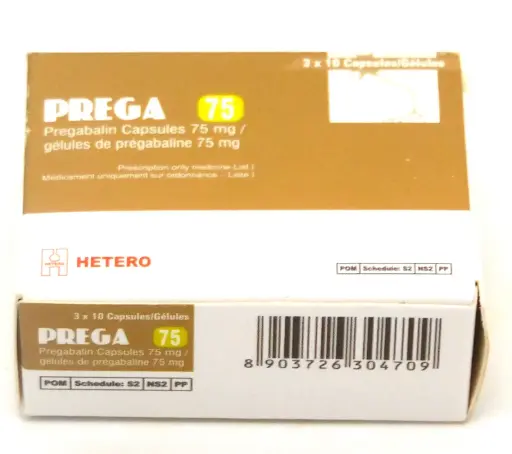 3 x 10 Capsules/Gélules
PREGA 75
Pregabalin Capsules 75 mg /
gélules de prégabaline 75 mg
Prescription only medicine-List I
Médicament uniquement sur ordonnance - Liste I
HETERO
POM Schedule: S2 NS2 PP
3 x 10 Capsules/Gélules
PREGA 75
Pregabalin Capsules 75 mg /
gélules de prégabaline 75 mg
POM Schedule: S2 NS2 PP
8 903726 304709